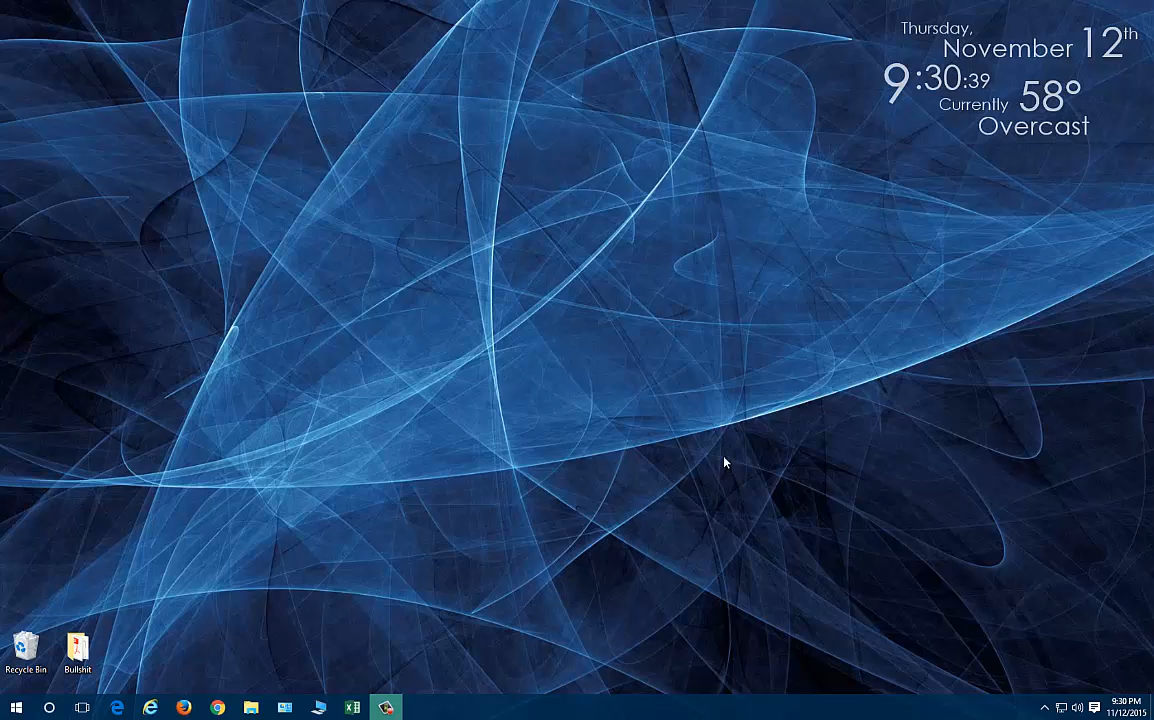 Thursday,
November 12th
9:30:39
Currently 58°
Overcast
Recycle Bin
Bullshit
9:30 PM
11/12/2015